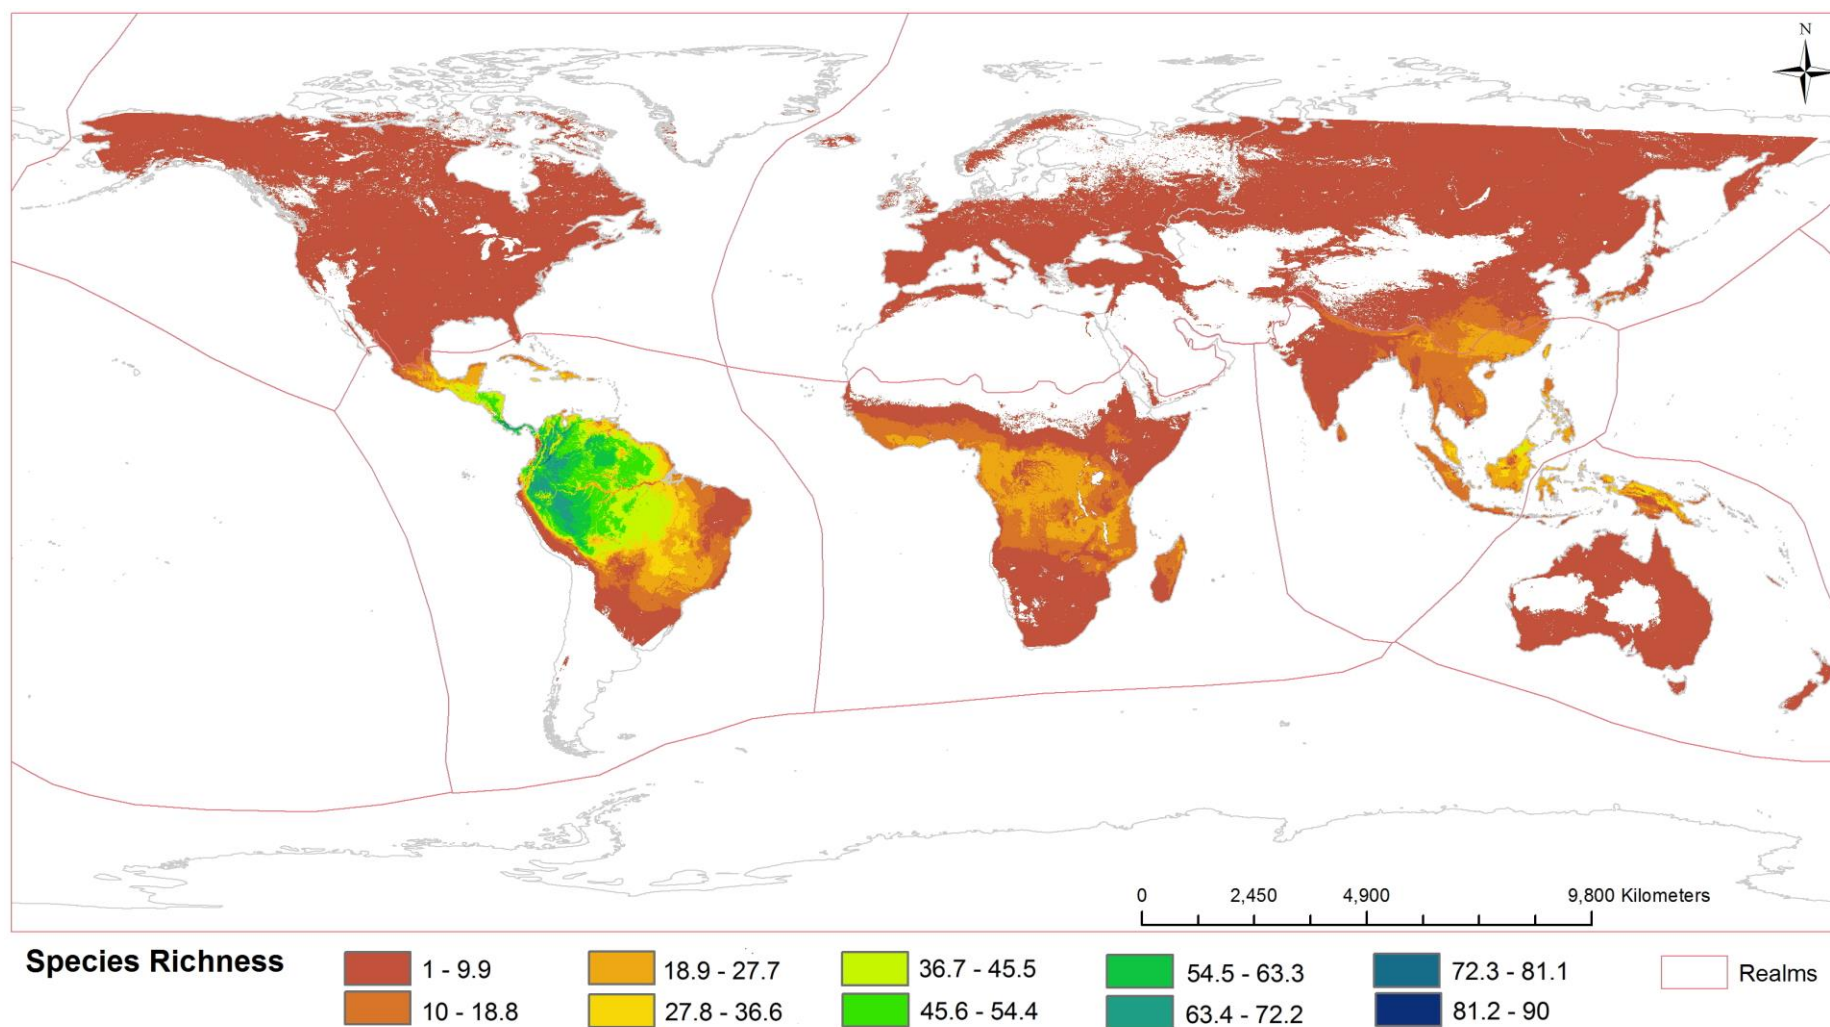 N
0 2,450 4,900 9,800 Kilometers
Species Richness
1 - 9.9 18.9 - 27.7 36.7 - 45.5 54.5 - 63.3 72.3 - 81.1 Realms
10 - 18.8 27.8 - 36.6 45.6 - 54.4 63.4 - 72.2 81.2 - 90